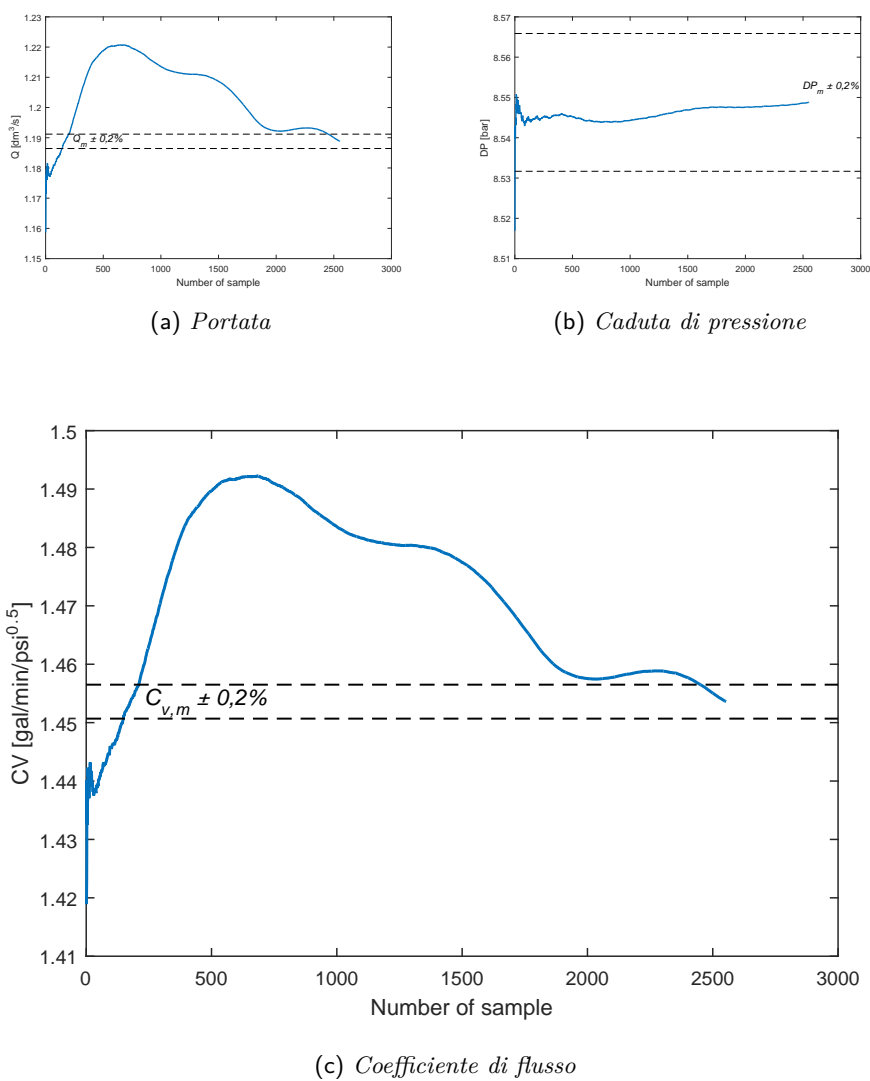 1.23
1.22
1.21
1.2
1.19
1.18
1.17
1.16
1.15
Q [dm³/s]
Qm ± 0,2%
0 500 1000 1500 2000 2500 3000
Number of sample
(a) Portata
8.57
8.56
8.55
8.54
8.53
8.52
8.51
DP [bar]
DPm ± 0,2%
0 500 1000 1500 2000 2500 3000
Number of sample
(b) Caduta di pressione
1.5
1.49
1.48
1.47
1.46
1.45
1.44
1.43
1.42
1.41
CV [gal/min/psi^0.5]
Cv,m ± 0,2%
0 500 1000 1500 2000 2500 3000
Number of sample
(c) Coefficiente di flusso